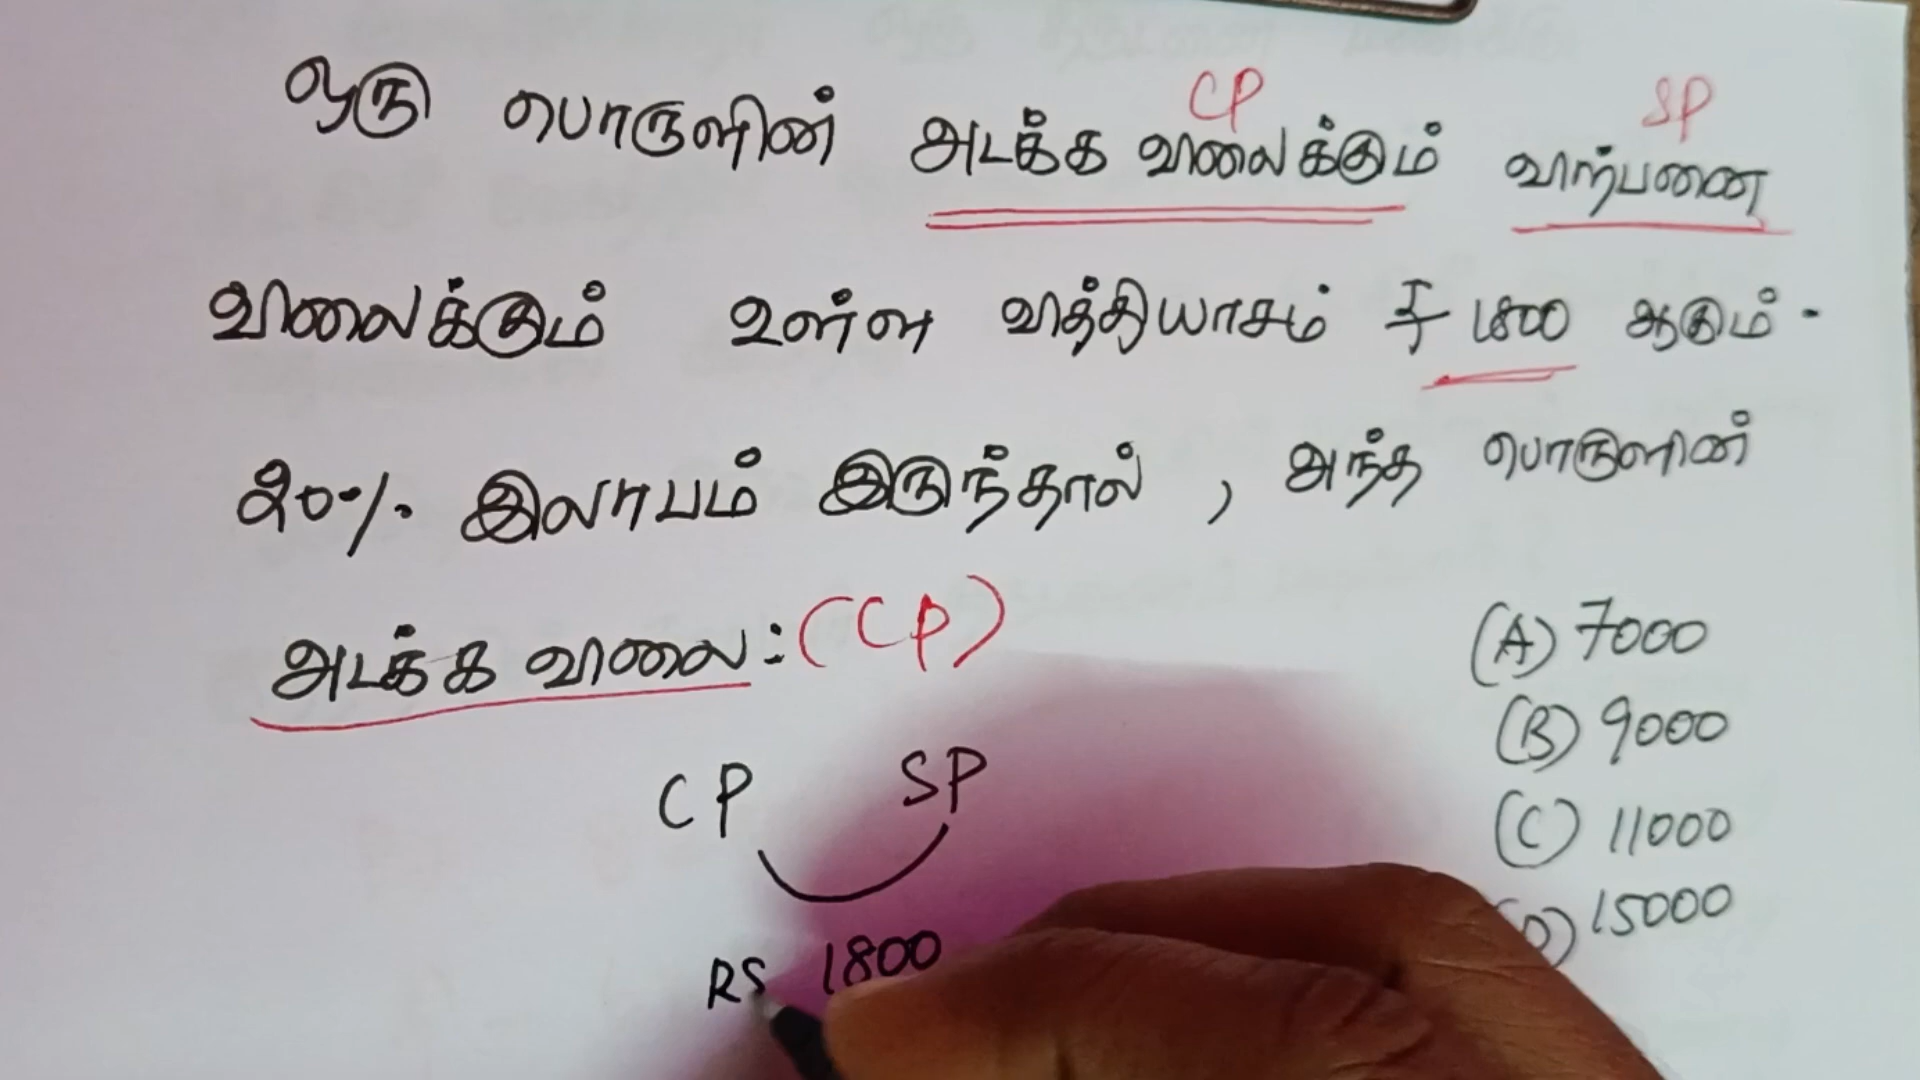 CP SP
ஒரு பொருளின் அடக்க விலைக்கும் விற்பனை
விலைக்கும் உள்ள வித்தியாசம் ₹ 1800 ஆகும்.
20%. இலாபம் இருந்தால் , அந்த பொருளின்
அடக்க விலை : (CP)
(A) 7000
(B) 9000
(C) 11000
D) 15000
CP SP
RS 1800